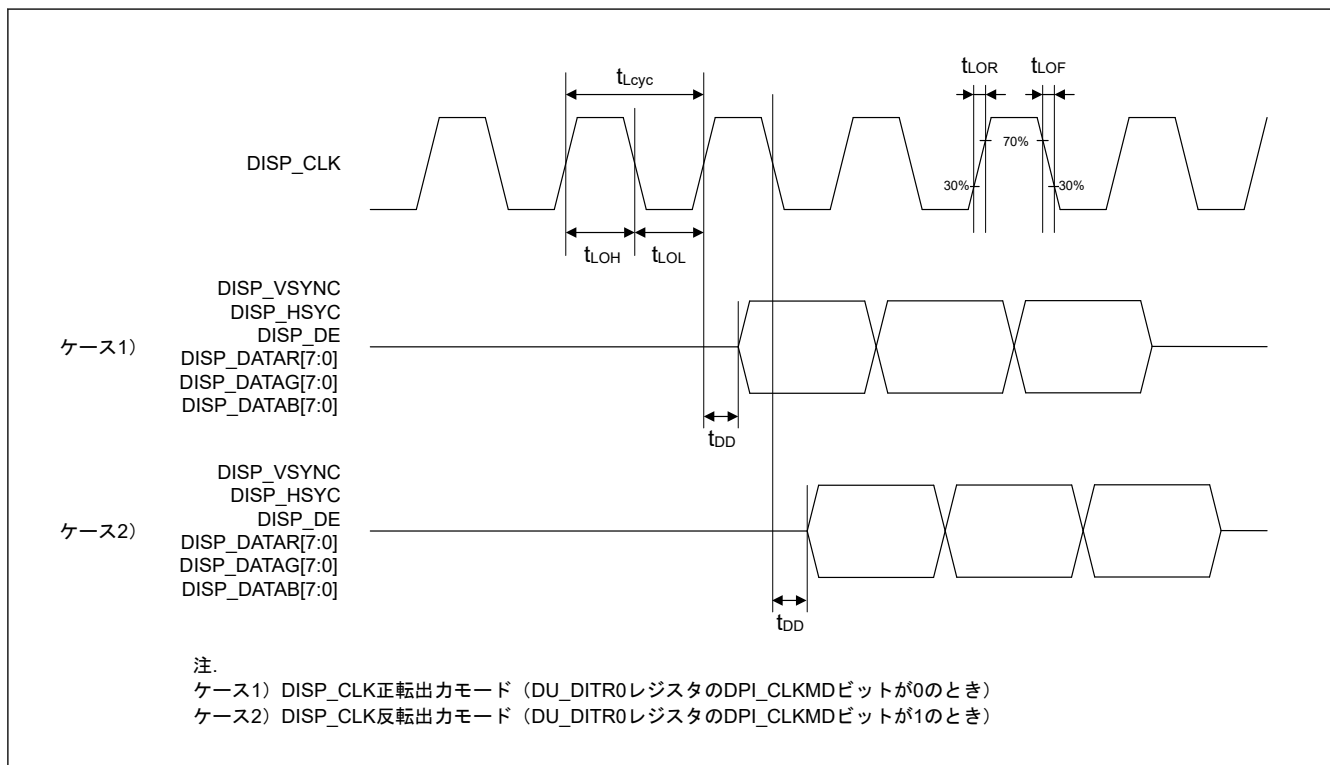 tLcyc
tLOR
tLOF
DISP_CLK
70%
30%
30%
tLOH
tLOL
DISP_VSYNC
DISP_HSYC
DISP_DE
ケース1）
DISP_DATAR[7:0]
DISP_DATAG[7:0]
DISP_DATAB[7:0]
tDD
DISP_VSYNC
DISP_HSYC
DISP_DE
ケース2）
DISP_DATAR[7:0]
DISP_DATAG[7:0]
DISP_DATAB[7:0]
tDD
注.
ケース1）DISP_CLK正転出力モード（DU_DITR0レジスタのDPI_CLKMDビットが0のとき）
ケース2）DISP_CLK反転出力モード（DU_DITR0レジスタのDPI_CLKMDビットが1のとき）